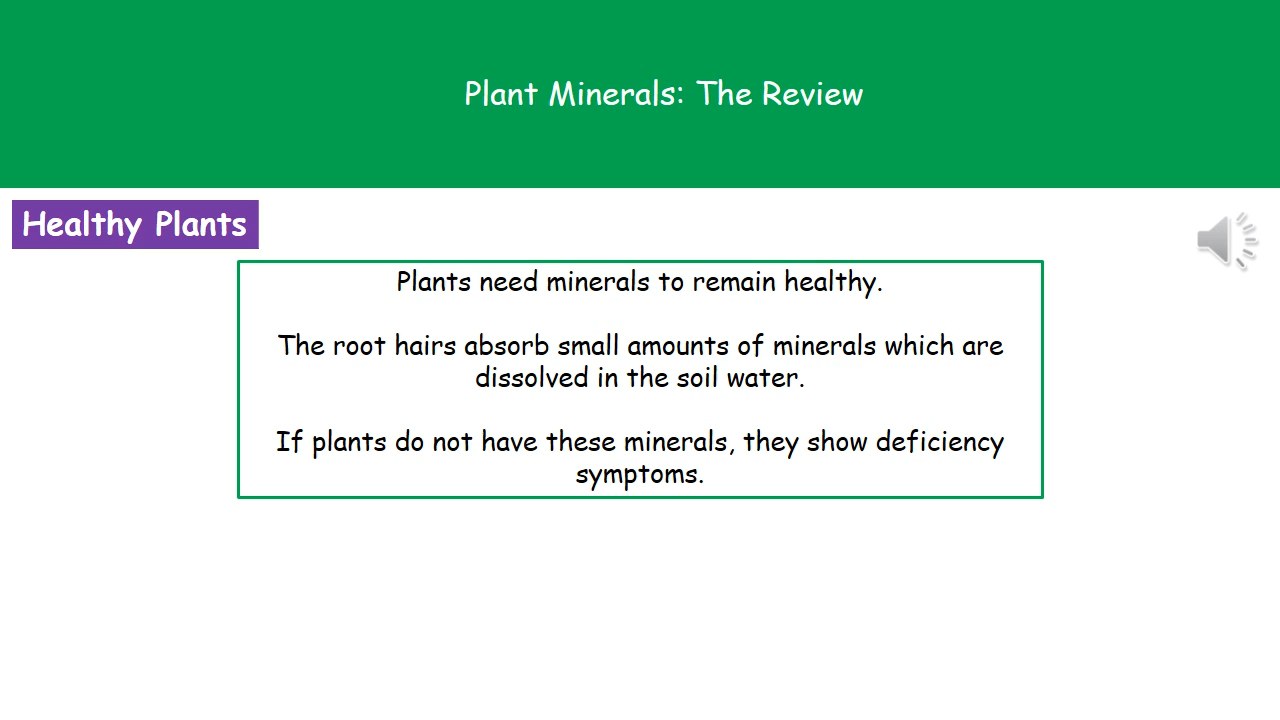 Plant Minerals: The Review
Healthy Plants
Plants need minerals to remain healthy.
The root hairs absorb small amounts of minerals which are
dissolved in the soil water.
If plants do not have these minerals, they show deficiency
symptoms.